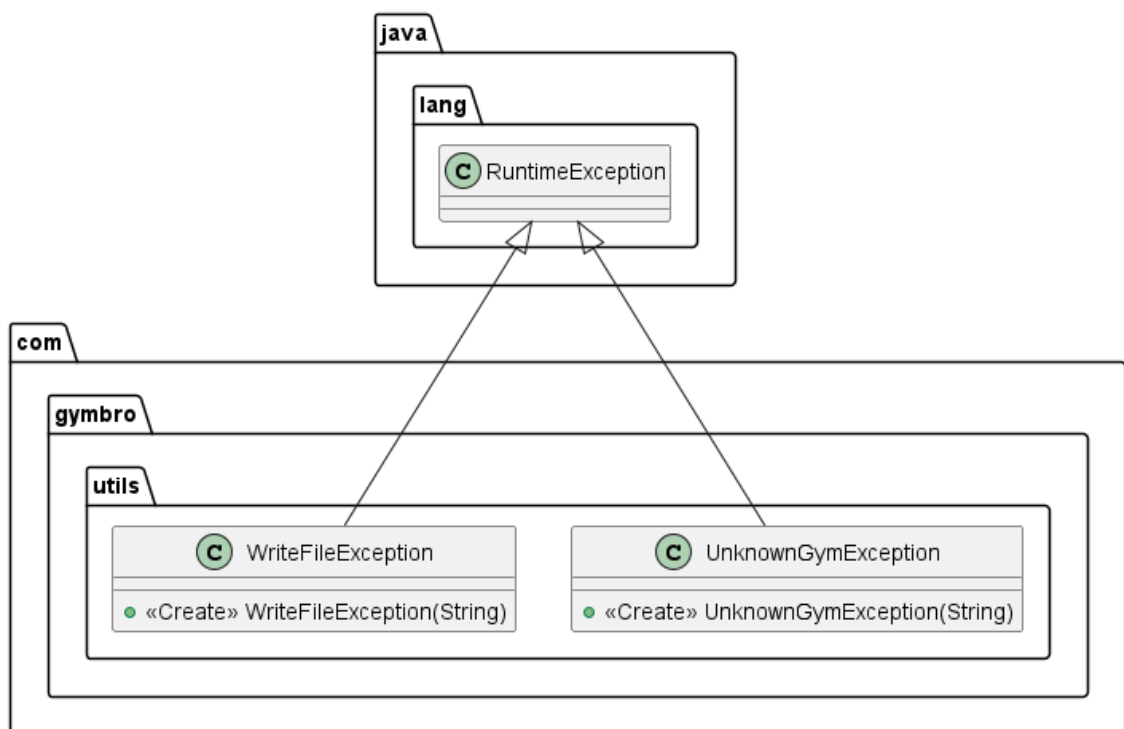 java
lang
C RuntimeException
com
gymbro
utils
C WriteFileException
C UnknownGymException
«Create» WriteFileException(String)
«Create» UnknownGymException(String)